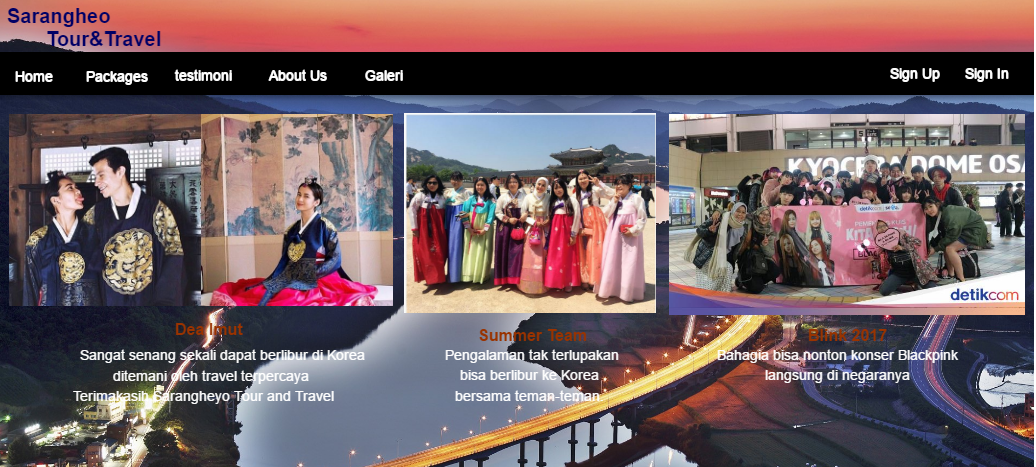 Sarangheo
Tour&Travel
Home Packages testimoni About Us Galeri Sign Up Sign In
KYOCERA DOME OSA
detikcom
Dea Imut
Sangat senang sekali dapat berlibur di Korea
ditemani oleh travel terpercaya
Terimakasih Sarangheyo Tour and Travel
Summer Team
Pengalaman tak terlupakan
bisa berlibur ke Korea
bersama teman-teman
Blink 2017
Bahagia bisa nonton konser Blackpink
langsung di negaranya